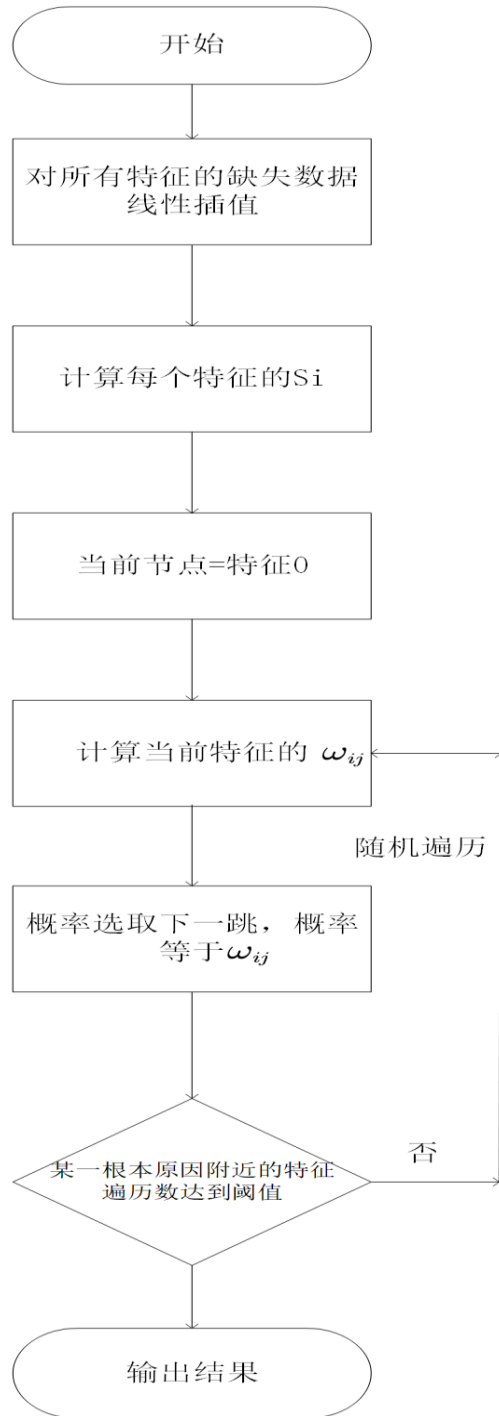 开始
对所有特征的缺失数据
线性插值
计算每个特征的Si
当前节点=特征0
计算当前特征的 ω_{ij}
随机遍历
概率选取下一跳，概率
等于ω_{ij}
某一根本原因附近的特征
遍历数达到阈值
否
输出结果